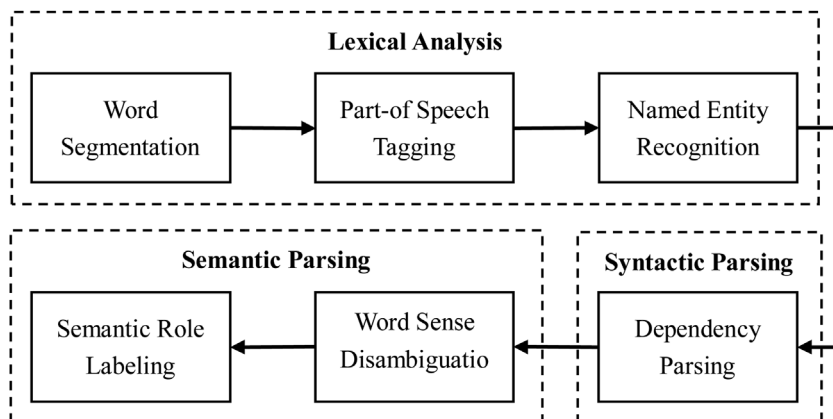 Lexical Analysis
Word
Segmentation
Part-of Speech
Tagging
Named Entity
Recognition
Semantic Parsing
Syntactic Parsing
Semantic Role
Labeling
Word Sense
Disambiguatio
Dependency
Parsing